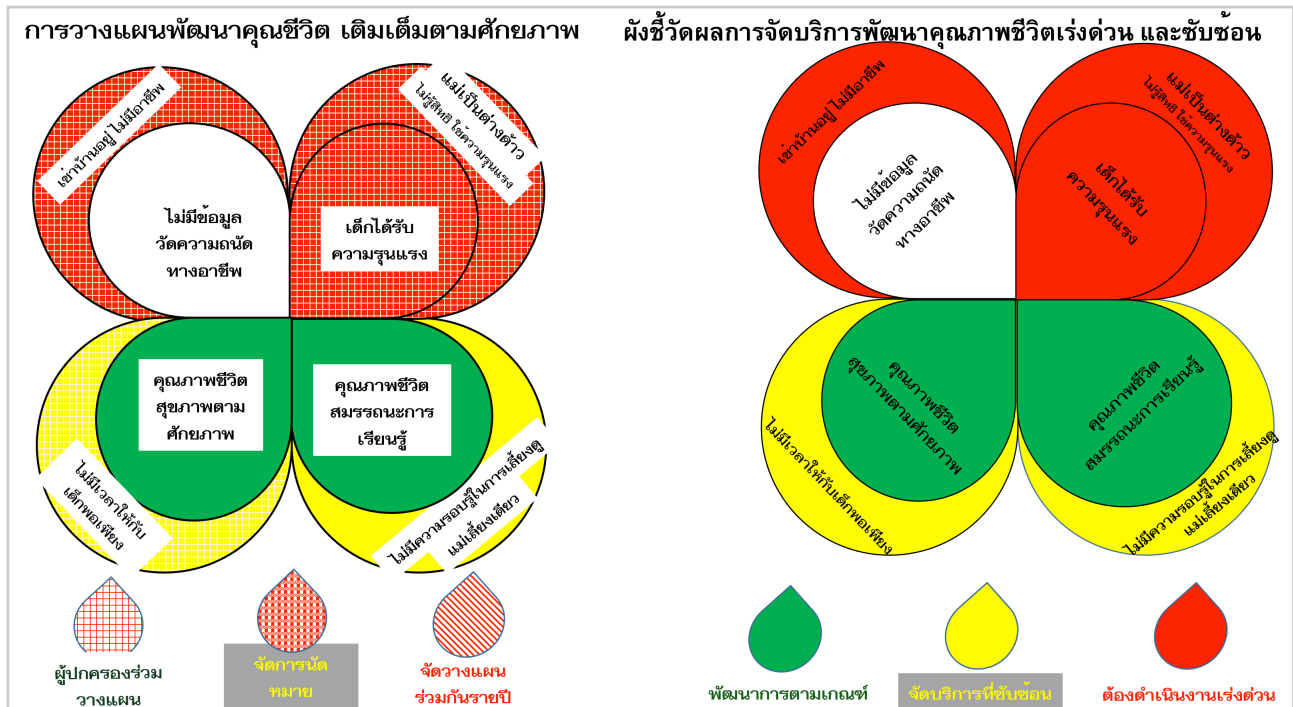 การวางแผนพัฒนาคุณชีวิต เติมเต็มตามศักยภาพ
เช่าบ้านอยู่ ไม่มีอาชีพ
แม่เป็นต่างด้าว
ไม่รู้สิทธิ ใช้ความรุนแรง
ไม่มีข้อมูล
วัดความถนัด
ทางอาชีพ
เด็กได้รับ
ความรุนแรง
คุณภาพชีวิต
สุขภาพตาม
ศักยภาพ
คุณภาพชีวิต
สมรรถนะการ
เรียนรู้
ไม่มีเวลาให้กับ
เด็กพอเพียง
ไม่มีความรอบรู้ในการเลี้ยงดู
แม่เลี้ยงเดียว
ผู้ปกครองร่วม
วางแผน
จัดการนัด
หมาย
จัดวางแผน
ร่วมกันรายปี
ผังชี้วัดผลการจัดบริการพัฒนาคุณภาพชีวิตเร่งด่วน และซับซ้อน
เช่าบ้านอยู่ ไม่มีอาชีพ
แม่เป็นต่างด้าว
ไม่รู้สิทธิ ใช้ความรุนแรง
ไม่มีข้อมูล
วัดความถนัด
ทางอาชีพ
เด็กได้รับ
ความรุนแรง
คุณภาพชีวิต
สุขภาพตามศักยภาพ
คุณภาพชีวิต
สมรรถนะการเรียนรู้
ไม่มีเวลาให้กับเด็กพอเพียง
ไม่มีความรอบรู้ในการเลี้ยงดู
แม่เลี้ยงเดียว
พัฒนาการตามเกณฑ์
จัดบริการที่ซับซ้อน
ต้องดำเนินงานเร่งด่วน